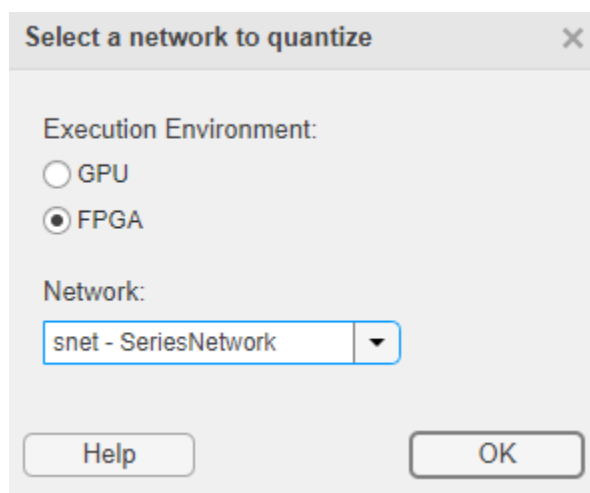 Select a network to quantize
Execution Environment:
GPU
FPGA
Network:
snet - SeriesNetwork
Help
OK